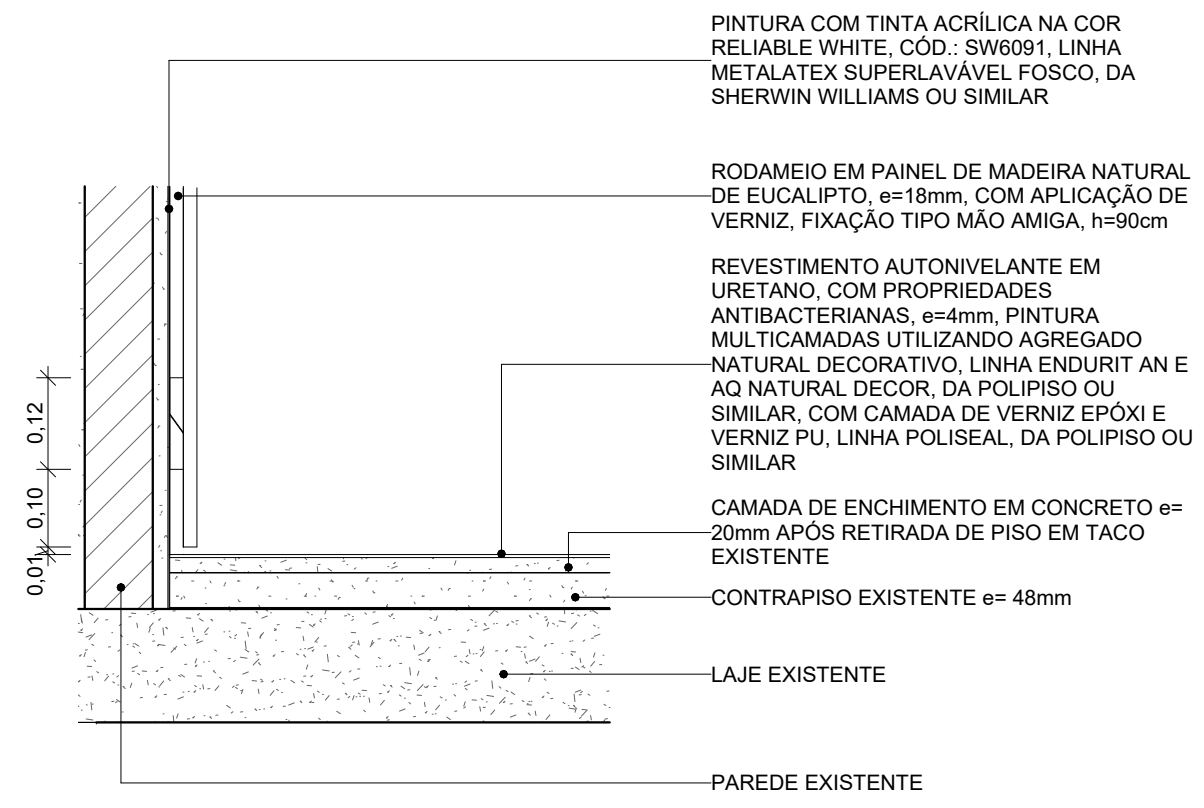 PINTURA COM TINTA ACRÍLICA NA COR
RELIABLE WHITE, CÓD.: SW6091, LINHA
METALATEX SUPERLAVÁVEL FOSCO, DA
SHERWIN WILLIAMS OU SIMILAR
RODAMEIO EM PAINEL DE MADEIRA NATURAL
DE EUCALIPTO, e=18mm, COM APLICAÇÃO DE
VERNIZ, FIXAÇÃO TIPO MÃO AMIGA, h=90cm
REVESTIMENTO AUTONIVELANTE EM
URETANO, COM PROPRIEDADES
ANTIBACTERIANAS, e=4mm, PINTURA
MULTICAMADAS UTILIZANDO AGREGADO
NATURAL DECORATIVO, LINHA ENDURIT AN E
AQ NATURAL DECOR, DA POLIPISO OU
SIMILAR, COM CAMADA DE VERNIZ EPÓXI E
VERNIZ PU, LINHA POLISEAL, DA POLIPISO OU
SIMILAR
CAMADA DE ENCHIMENTO EM CONCRETO e=
20mm APÓS RETIRADA DE PISO EM TACO
EXISTENTE
CONTRAPISO EXISTENTE e= 48mm
LAJE EXISTENTE
PAREDE EXISTENTE
0,12
0,10
0,01